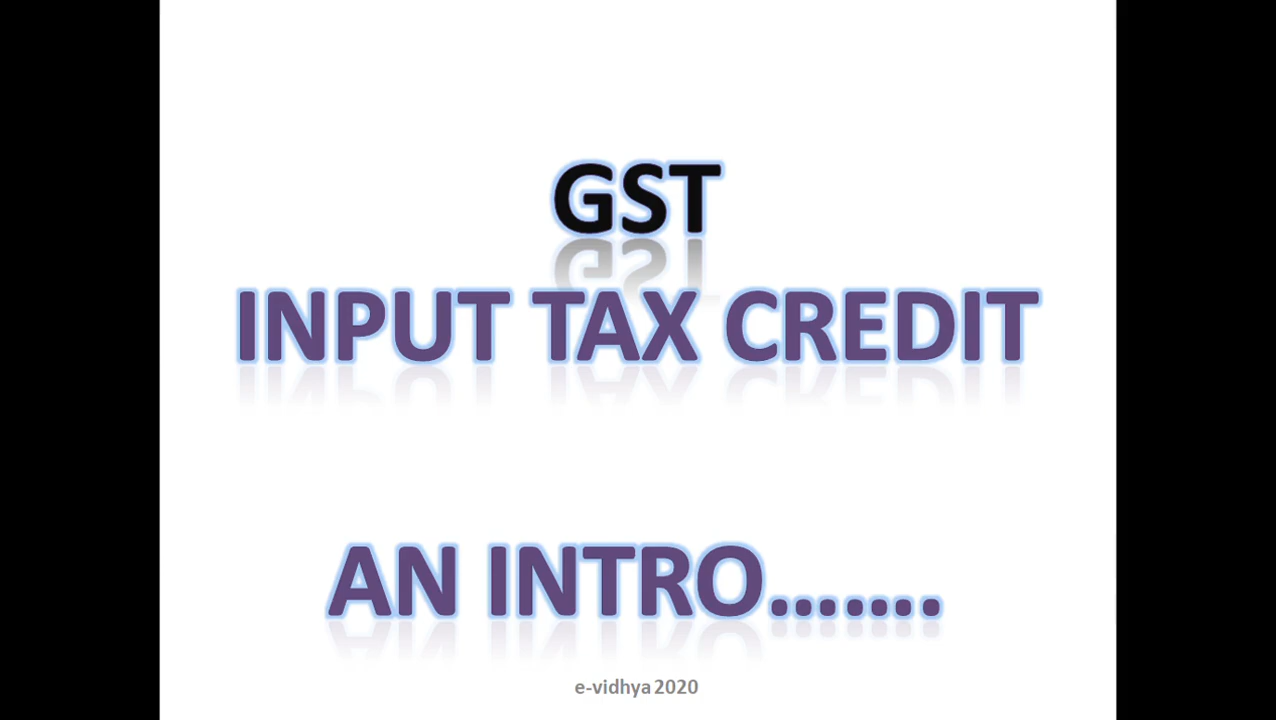 GST
INPUT TAX CREDIT
AN INTRO…….
e-vidhya 2020